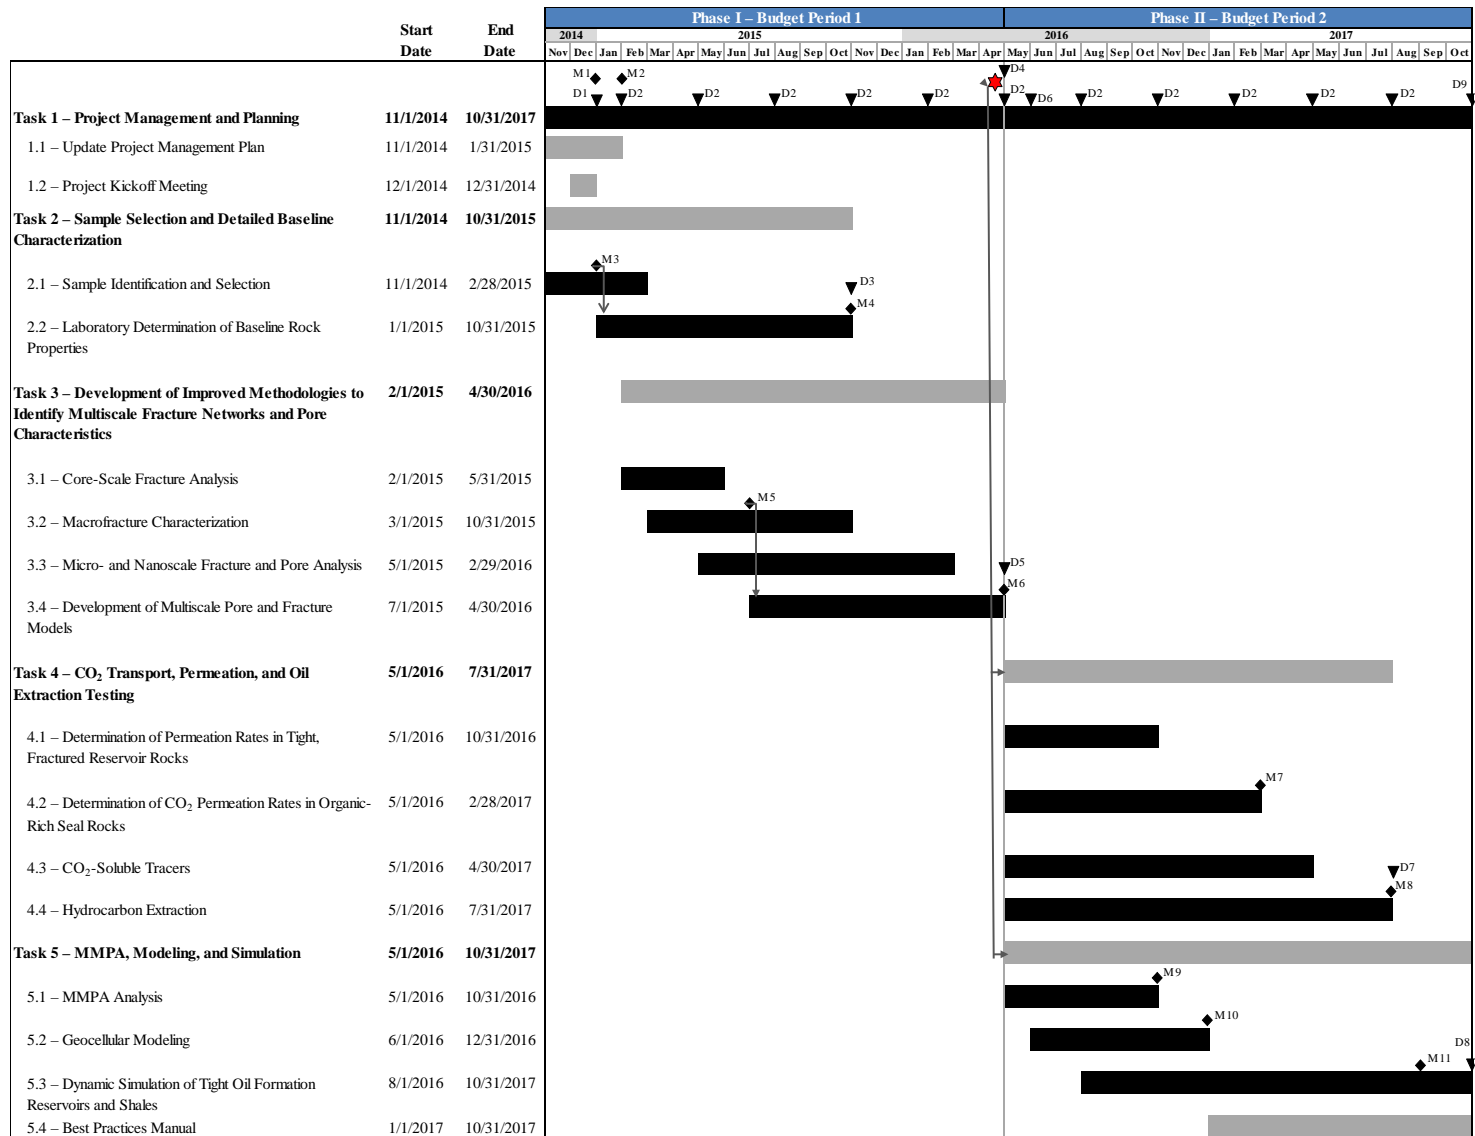 Phase I – Budget Period 1 Phase II – Budget Period 2
Start End
Date Date
2014 2015 2016 2017
Nov Dec Jan Feb Mar Apr May Jun Jul Aug Sep Oct Nov Dec Jan Feb Mar Apr May Jun Jul Aug Sep Oct Nov Dec Jan Feb Mar Apr May Jun Jul Aug Sep Oct
M1 M2 D4
D1 D2 D2 D2 D2 D2 D2 D6 D2 D2 D2 D2 D2 D9
Task 1 – Project Management and Planning 11/1/2014 10/31/2017
1.1 – Update Project Management Plan 11/1/2014 1/31/2015
1.2 – Project Kickoff Meeting 12/1/2014 12/31/2014
Task 2 – Sample Selection and Detailed Baseline 11/1/2014 10/31/2015
Characterization
M3
2.1 – Sample Identification and Selection 11/1/2014 2/28/2015 D3
M4
2.2 – Laboratory Determination of Baseline Rock 1/1/2015 10/31/2015
Properties
Task 3 – Development of Improved Methodologies to 2/1/2015 4/30/2016
Identify Multiscale Fracture Networks and Pore
Characteristics
3.1 – Core-Scale Fracture Analysis 2/1/2015 5/31/2015
M5
3.2 – Macrofracture Characterization 3/1/2015 10/31/2015
3.3 – Micro- and Nanoscale Fracture and Pore Analysis 5/1/2015 2/29/2016 D5
M6
3.4 – Development of Multiscale Pore and Fracture 7/1/2015 4/30/2016
Models
Task 4 – CO2 Transport, Permeation, and Oil 5/1/2016 7/31/2017
Extraction Testing
4.1 – Determination of Permeation Rates in Tight, 5/1/2016 10/31/2016
Fractured Reservoir Rocks
M7
4.2 – Determination of CO2 Permeation Rates in Organic- 5/1/2016 2/28/2017
Rich Seal Rocks
4.3 – CO2-Soluble Tracers 5/1/2016 4/30/2017 D7
M8
4.4 – Hydrocarbon Extraction 5/1/2016 7/31/2017
Task 5 – MMPA, Modeling, and Simulation 5/1/2016 10/31/2017
M9
5.1 – MMPA Analysis 5/1/2016 10/31/2016
M10
5.2 – Geocellular Modeling 6/1/2016 12/31/2016 D8
M11
5.3 – Dynamic Simulation of Tight Oil Formation 8/1/2016 10/31/2017
Reservoirs and Shales
5.4 – Best Practices Manual 1/1/2017 10/31/2017